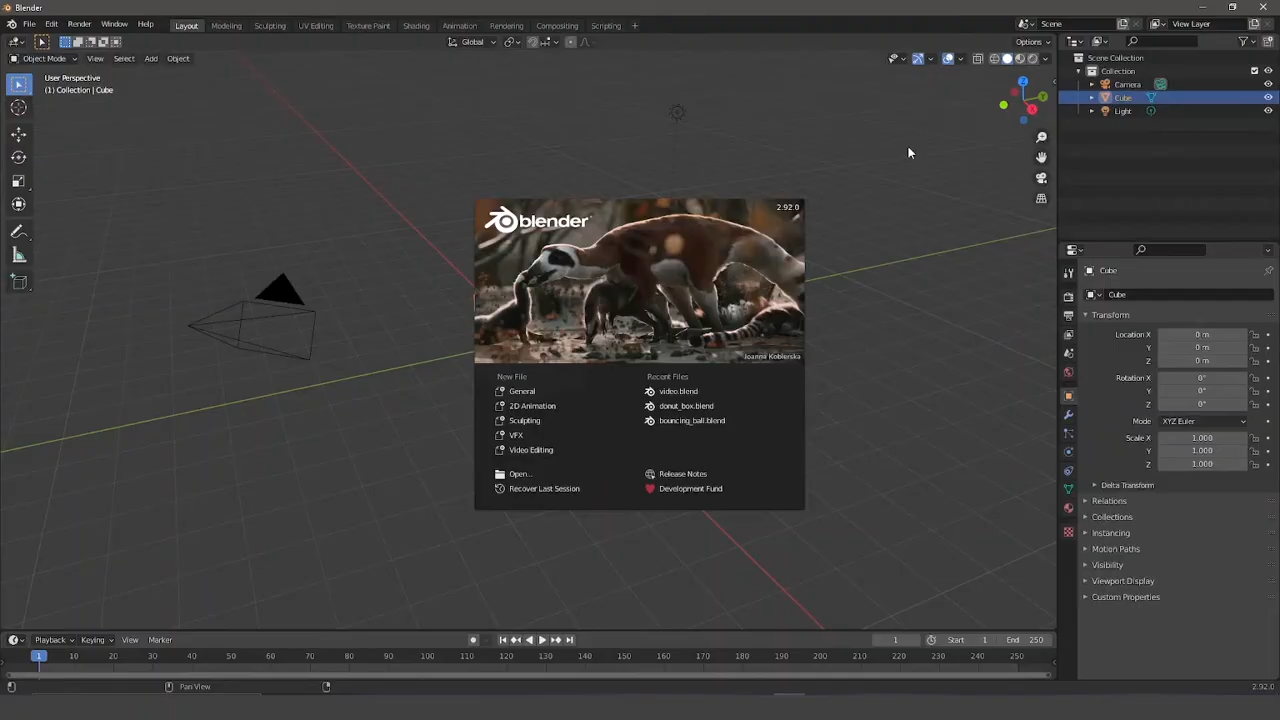 Blender
File Edit Render Window Help Layout Modeling Sculpting UV Editing Texture Paint Shading Animation Rendering Compositing Scripting + Scene View Layer
Global Options
Object Mode View Select Add Object
User Perspective
(1) Collection | Cube
Scene Collection
Collection
Camera
Cube
Light
Z
Y
X
blender
2.92.0
Joanna Kobierska
New File
General
2D Animation
Sculpting
VFX
Video Editing
Open...
Recover Last Session
Recent Files
video.blend
donut_box.blend
bouncing_ball.blend
Release Notes
Development Fund
Cube
Cube
Transform
Location X 0 m
Y 0 m
Z 0 m
Rotation X 0°
Y 0°
Z 0°
Mode XYZ Euler
Scale X 1.000
Y 1.000
Z 1.000
Delta Transform
Relations
Collections
Instancing
Motion Paths
Visibility
Viewport Display
Custom Properties
Playback Keying View Marker 1 Start 1 End 250
1 10 20 30 40 50 60 70 80 90 100 110 120 130 140 150 160 170 180 190 200 210 220 230 240 250
Pan View 2.92.0